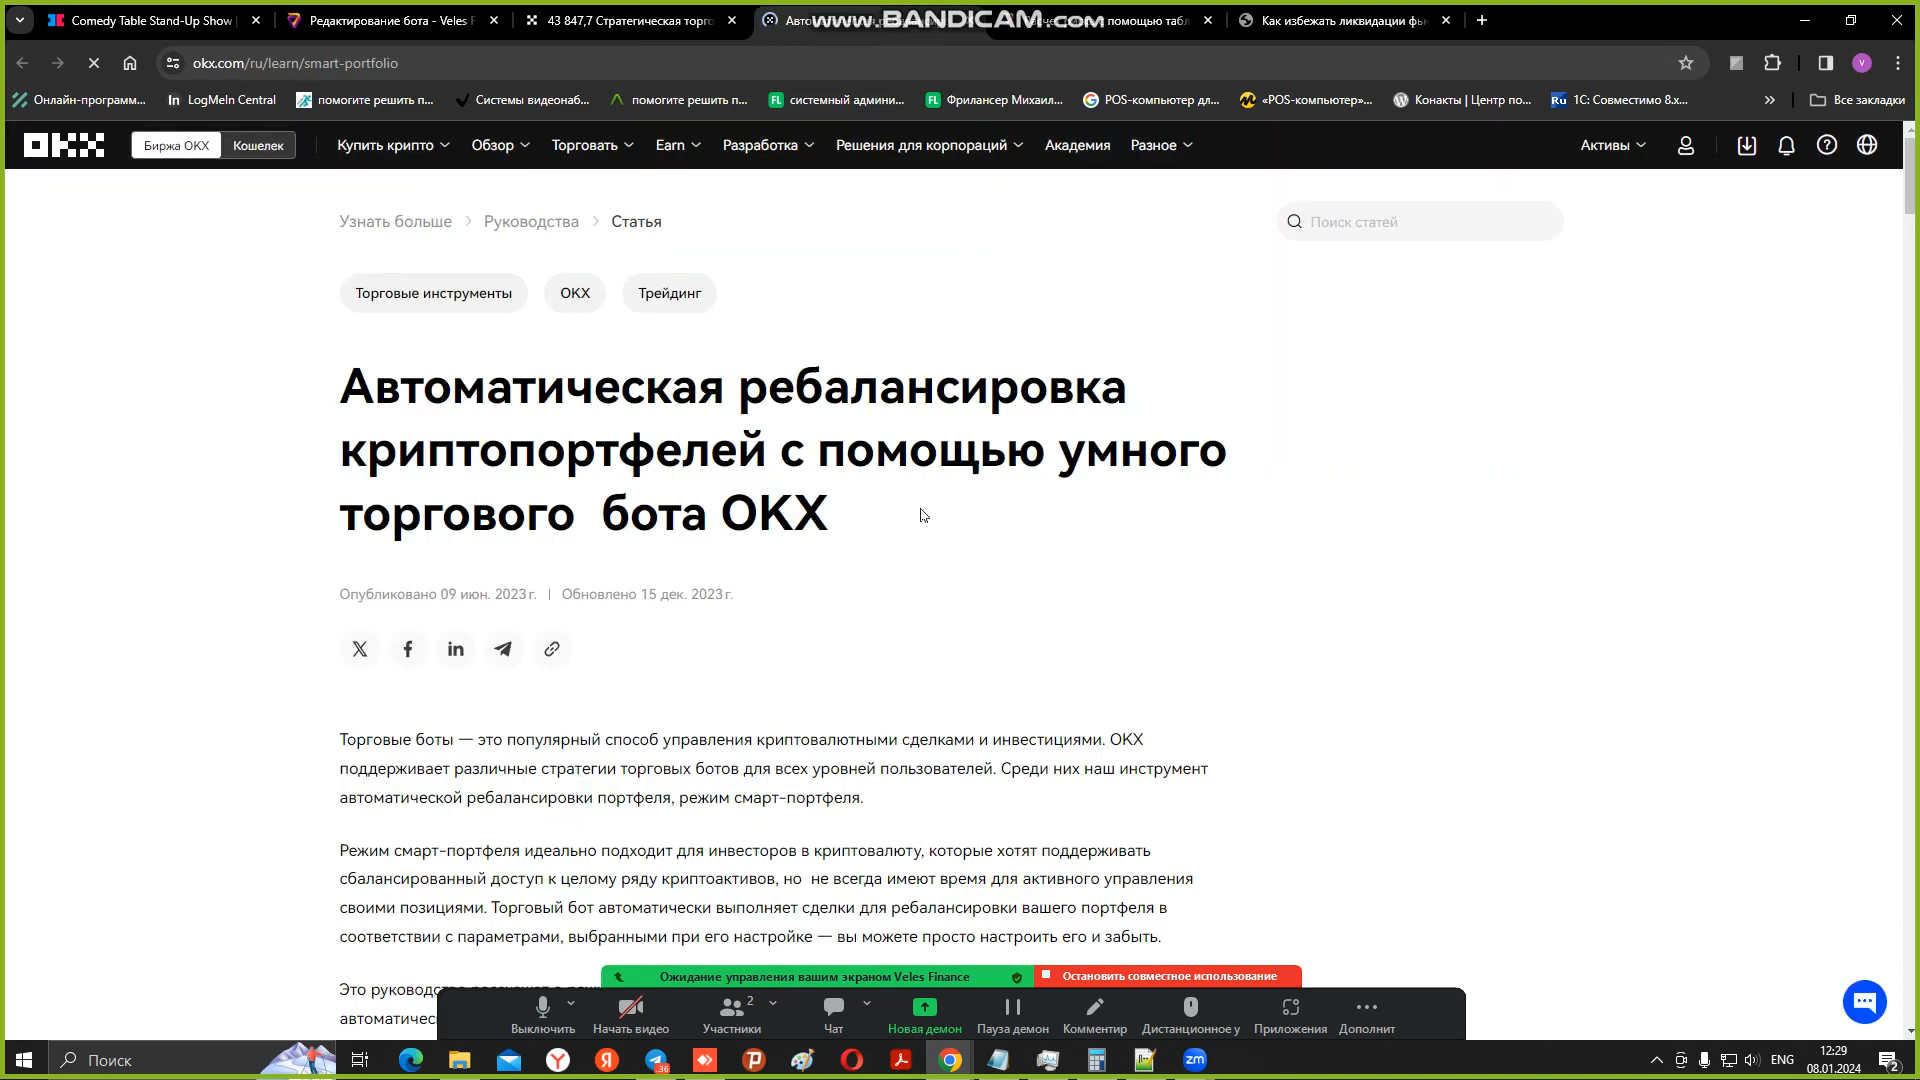 Comedy Table Stand-Up Show
Редактирование бота - Veles F
43 847,7 Стратегическая торго
Как избежать ликвидации фью
WWW.BANDICAM.COM
okx.com/ru/learn/smart-portfolio
Онлайн-программ...
LogMeIn Central
помогите решить п...
Системы видеонаб...
помогите решить п...
системный админи...
Фрилансер Михаил...
POS-компьютер дл...
«POS-компьютер»...
Конакты | Центр по...
1С: Совместимо 8.x...
Все закладки
OKX
Биржа OKX
Кошелек
Купить крипто
Обзор
Торговать
Earn
Разработка
Решения для корпораций
Академия
Разное
Активы
Узнать больше > Руководства > Статья
Поиск статей
Торговые инструменты
OKX
Трейдинг
Автоматическая ребалансировка
криптопортфелей с помощью умного
торгового бота OKX
Опубликовано 09 июн. 2023 г. | Обновлено 15 дек. 2023 г.
Торговые боты — это популярный способ управления криптовалютными сделками и инвестициями. OKX
поддерживает различные стратегии торговых ботов для всех уровней пользователей. Среди них наш инструмент
автоматической ребалансировки портфеля, режим смарт-портфеля.
Режим смарт-портфеля идеально подходит для инвесторов в криптовалюту, которые хотят поддерживать
сбалансированный доступ к целому ряду криптоактивов, но не всегда имеют время для активного управления
своими позициями. Торговый бот автоматически выполняет сделки для ребалансировки вашего портфеля в
соответствии с параметрами, выбранными при его настройке — вы можете просто настроить его и забыть.
Это руководст
автоматичес
Ожидание управления вашим экраном Veles Finance
Остановить совместное использование
2
Выключить
Начать видео
Участники
Чат
Новая демон
Пауза демон
Комментир
Дистанционное у
Приложения
Дополнит
Поиск
36
zm
ENG
12:29
08.01.2024
2